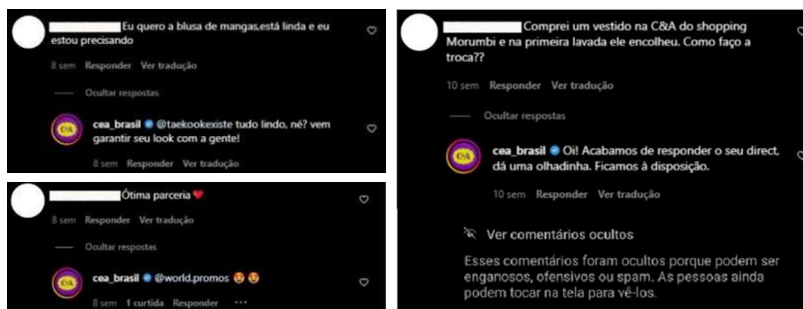 Eu quero a blusa de mangas,está linda e eu
estou precisando
8 sem Responder Ver tradução
Ocultar respostas
C&A
cea_brasil @taekookexiste tudo lindo, né? vem
garantir seu look com a gente!
8 sem Responder Ver tradução
Ótima parceria ❤
8 sem Responder Ver tradução
Ocultar respostas
C&A
cea_brasil @world.promos 😍 😍
8 sem 1 curtida Responder ...
Comprei um vestido na C&A do shopping
Morumbi e na primeira lavada ele encolheu. Como faço a
troca??
10 sem Responder Ver tradução
Ocultar respostas
C&A
cea_brasil Oi! Acabamos de responder o seu direct,
dá uma olhadinha. Ficamos à disposição.
10 sem Responder Ver tradução
Ver comentários ocultos
Esses comentários foram ocultos porque podem ser
enganosos, ofensivos ou spam. As pessoas ainda
podem tocar na tela para vê-los.